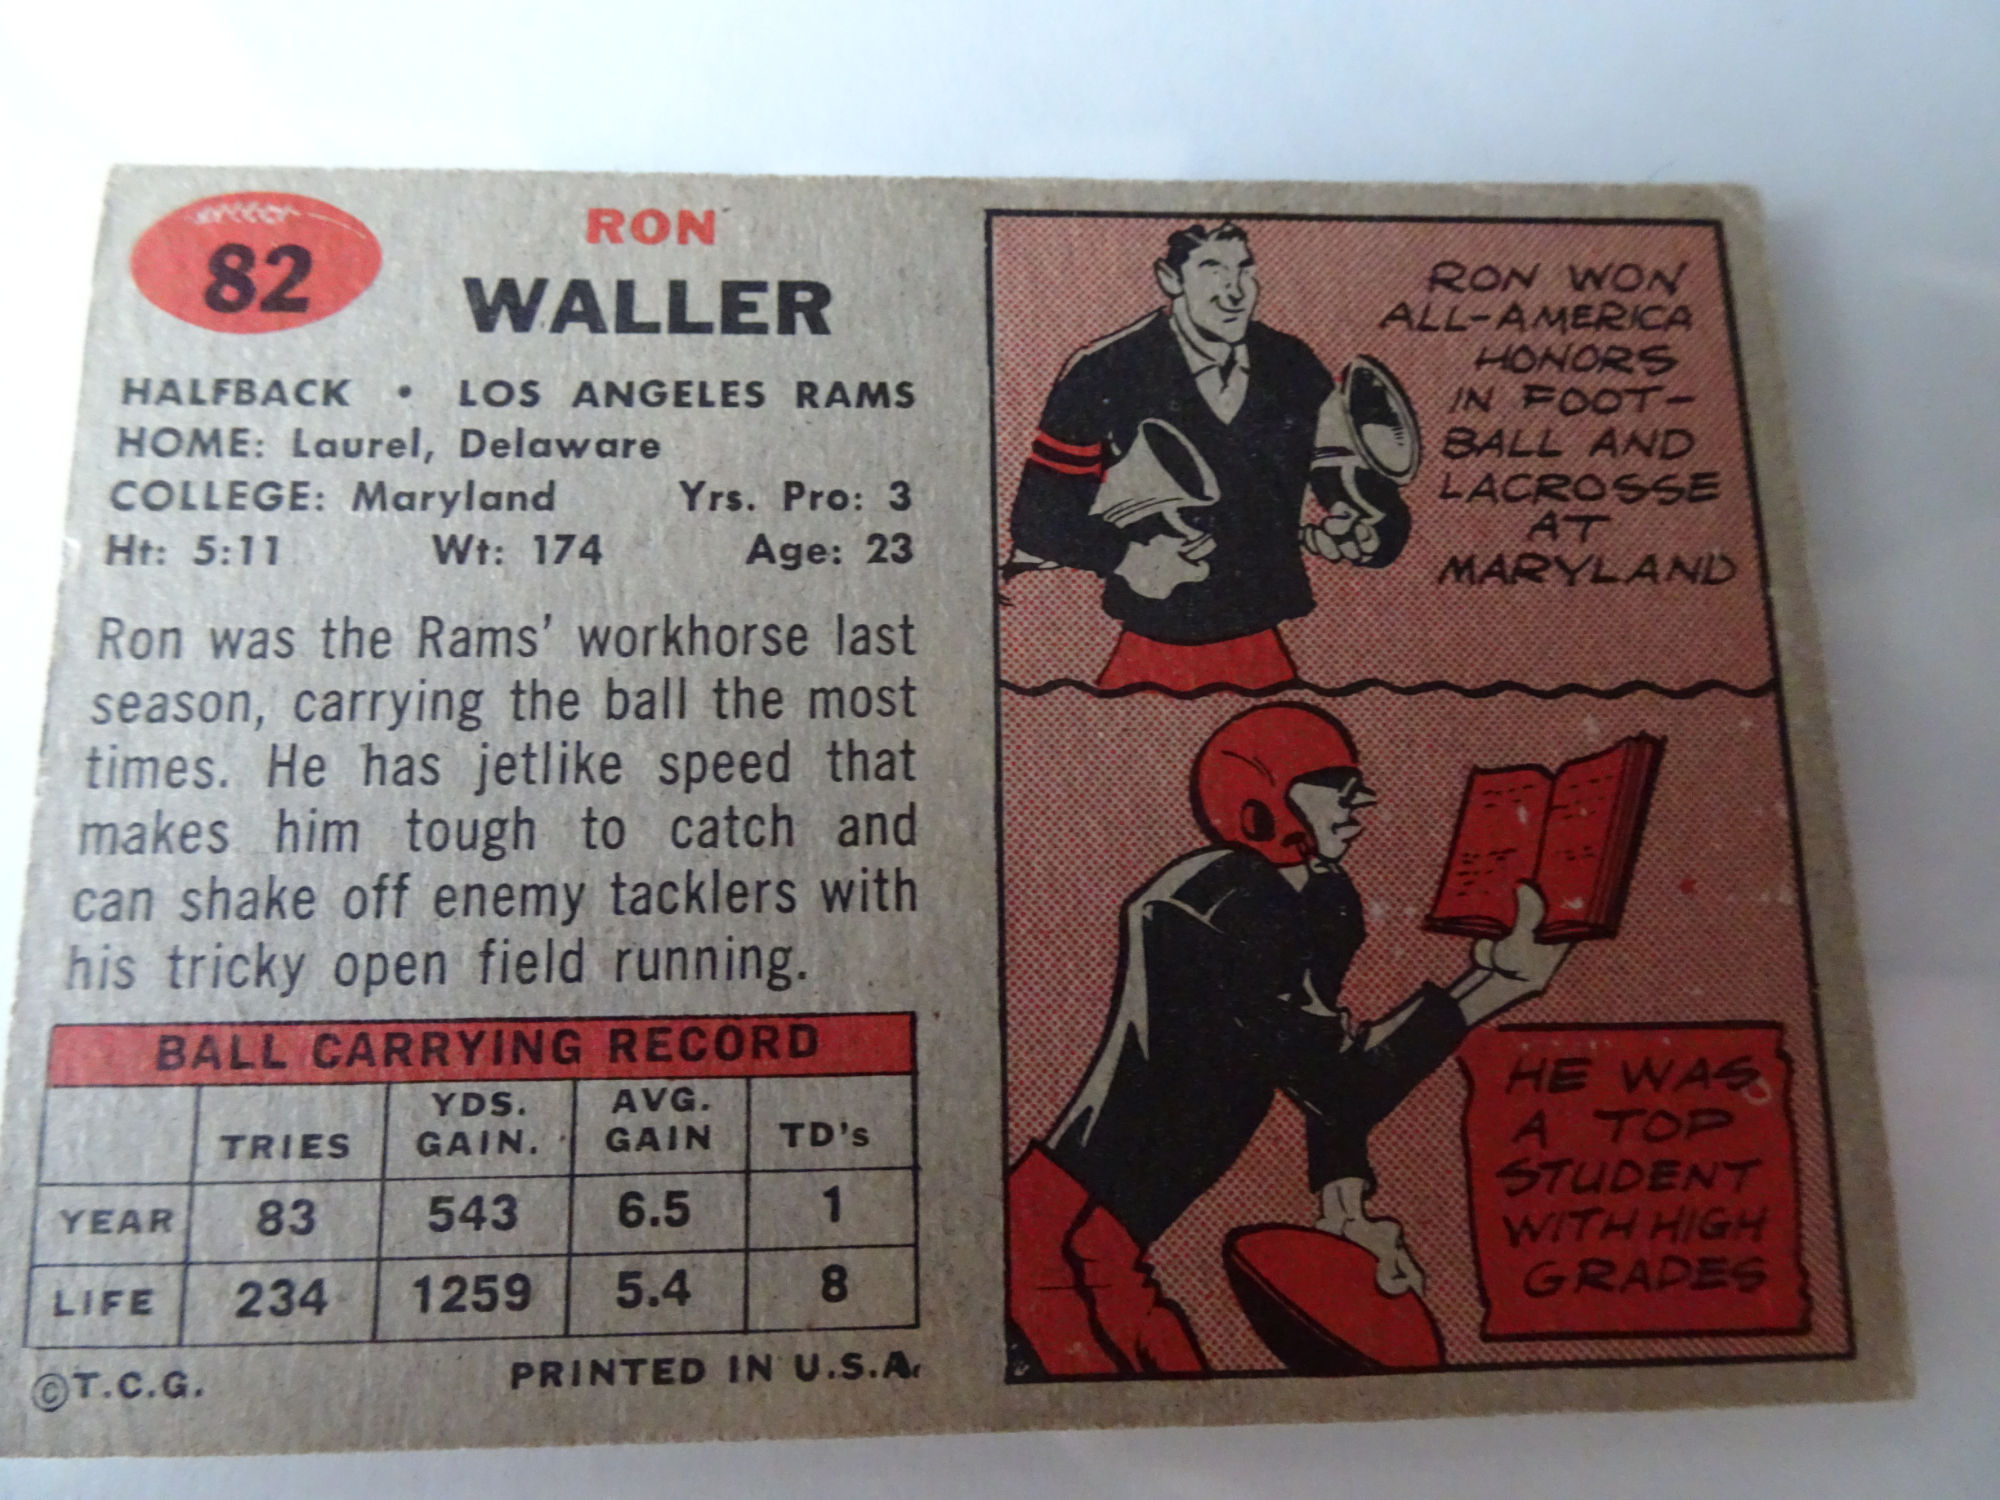 82
RON
WALLER
HALFBACK • LOS ANGELES RAMS
HOME: Laurel, Delaware
COLLEGE: Maryland Yrs. Pro: 3
Ht: 5:11 Wt: 174 Age: 23
Ron was the Rams' workhorse last
season, carrying the ball the most
times. He has jetlike speed that
makes him tough to catch and
can shake off enemy tacklers with
his tricky open field running.
BALL CARRYING RECORD
TRIES YDS. GAIN. AVG. GAIN TD's
YEAR 83 543 6.5 1
LIFE 234 1259 5.4 8
©T.C.G. PRINTED IN U.S.A.
RON WON
ALL-AMERICA
HONORS
IN FOOT-
BALL AND
LACROSSE
AT
MARYLAND
HE WAS
A TOP
STUDENT
WITH HIGH
GRADES